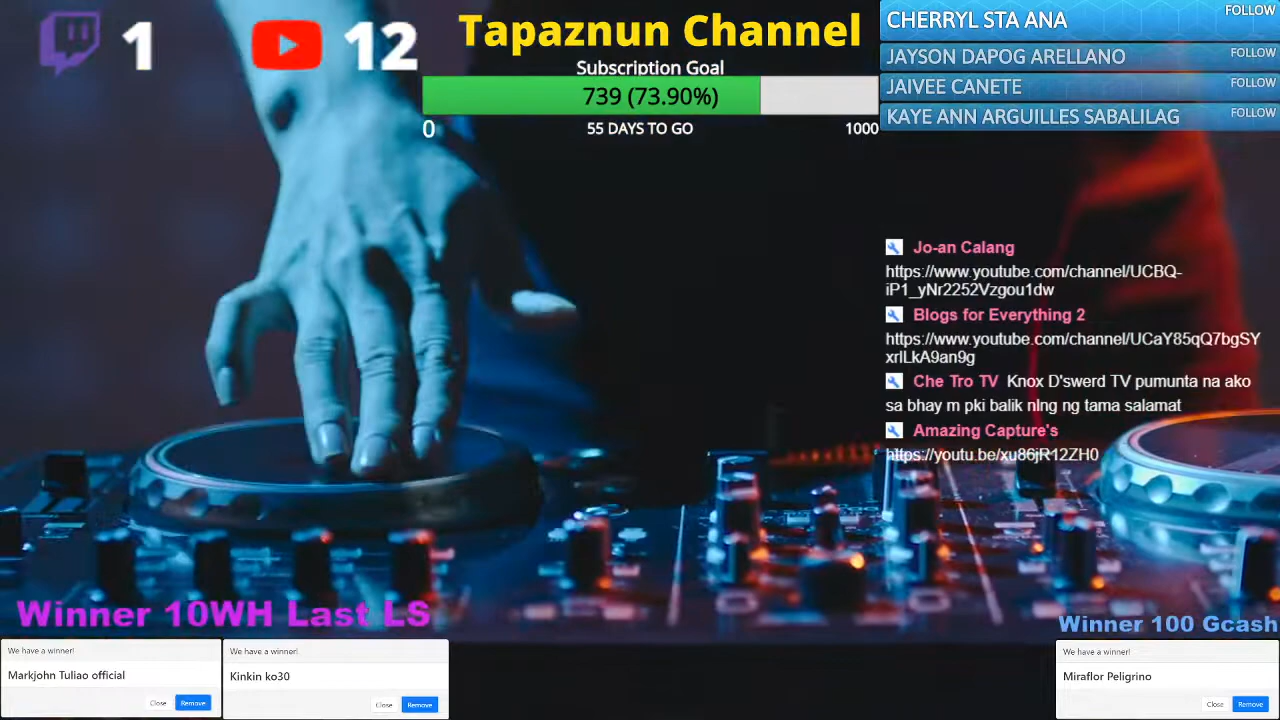 1
12
Tapaznun Channel
Subscription Goal
739 (73.90%)
0
55 DAYS TO GO
1000
CHERRYL STA ANA
FOLLOW
JAYSON DAPOG ARELLANO
FOLLOW
JAIVEE CANETE
FOLLOW
KAYE ANN ARGUILLES SABALILAG
FOLLOW
Jo-an Calang
https://www.youtube.com/channel/UCBQ-
iP1_yNr2252Vzgou1dw
Blogs for Everything 2
https://www.youtube.com/channel/UCaY85qQ7bgSY
xrlLkA9an9g
Che Tro TV Knox D'swerd TV pumunta na ako
sa bhay m pki balik nlng ng tama salamat
Amazing Capture's
https://youtu.be/xu86jR12ZH0
Winner 10WH Last LS
We have a winner!
Markjohn Tuliao official
Close Remove
We have a winner!
Kinkin ko30
Close Remove
Winner 100 Gcash
We have a winner!
Miraflor Peligrino
Close Remove